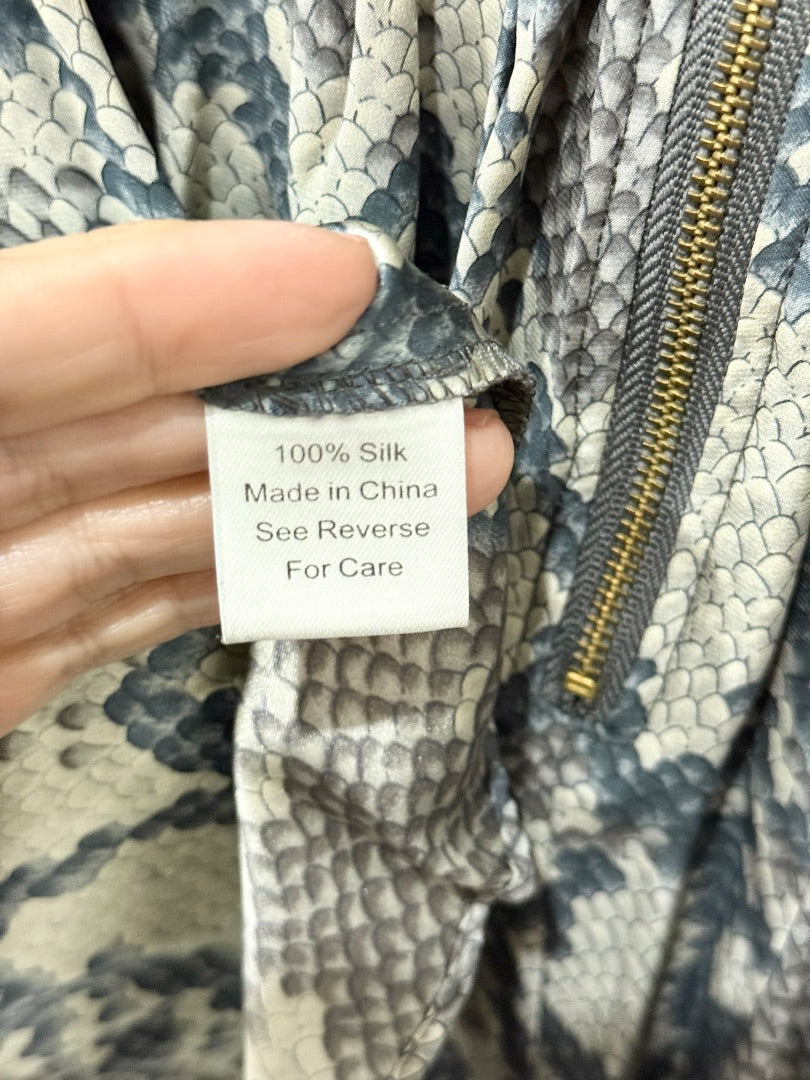 100% Silk
Made in China
See Reverse
For Care